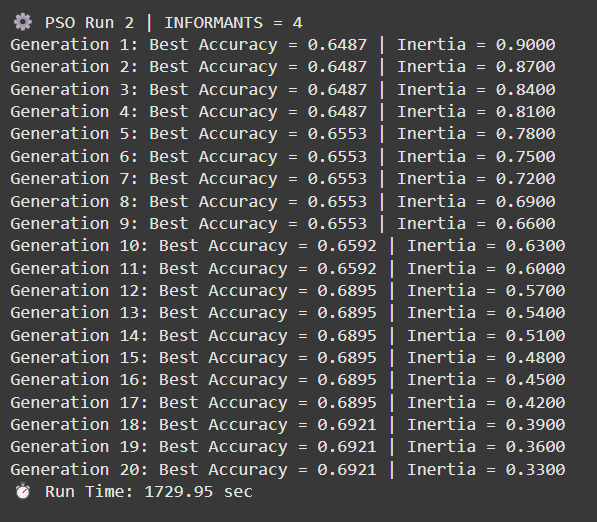 ⚙️ PSO Run 2 | INFORMANTS = 4
Generation 1: Best Accuracy = 0.6487 | Inertia = 0.9000
Generation 2: Best Accuracy = 0.6487 | Inertia = 0.8700
Generation 3: Best Accuracy = 0.6487 | Inertia = 0.8400
Generation 4: Best Accuracy = 0.6487 | Inertia = 0.8100
Generation 5: Best Accuracy = 0.6553 | Inertia = 0.7800
Generation 6: Best Accuracy = 0.6553 | Inertia = 0.7500
Generation 7: Best Accuracy = 0.6553 | Inertia = 0.7200
Generation 8: Best Accuracy = 0.6553 | Inertia = 0.6900
Generation 9: Best Accuracy = 0.6553 | Inertia = 0.6600
Generation 10: Best Accuracy = 0.6592 | Inertia = 0.6300
Generation 11: Best Accuracy = 0.6592 | Inertia = 0.6000
Generation 12: Best Accuracy = 0.6895 | Inertia = 0.5700
Generation 13: Best Accuracy = 0.6895 | Inertia = 0.5400
Generation 14: Best Accuracy = 0.6895 | Inertia = 0.5100
Generation 15: Best Accuracy = 0.6895 | Inertia = 0.4800
Generation 16: Best Accuracy = 0.6895 | Inertia = 0.4500
Generation 17: Best Accuracy = 0.6895 | Inertia = 0.4200
Generation 18: Best Accuracy = 0.6921 | Inertia = 0.3900
Generation 19: Best Accuracy = 0.6921 | Inertia = 0.3600
Generation 20: Best Accuracy = 0.6921 | Inertia = 0.3300
⏱️ Run Time: 1729.95 sec